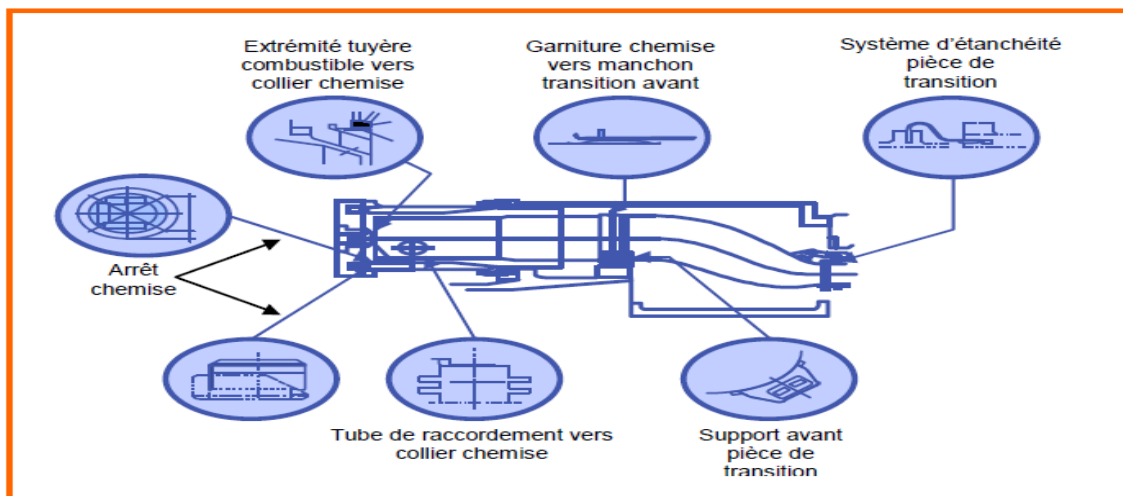 Extrémité tuyère
combustible vers
collier chemise
Garniture chemise
vers manchon
transition avant
Système d'étanchéité
pièce de
transition
Arrêt
chemise
Tube de raccordement vers
collier chemise
Support avant
pièce de
transition